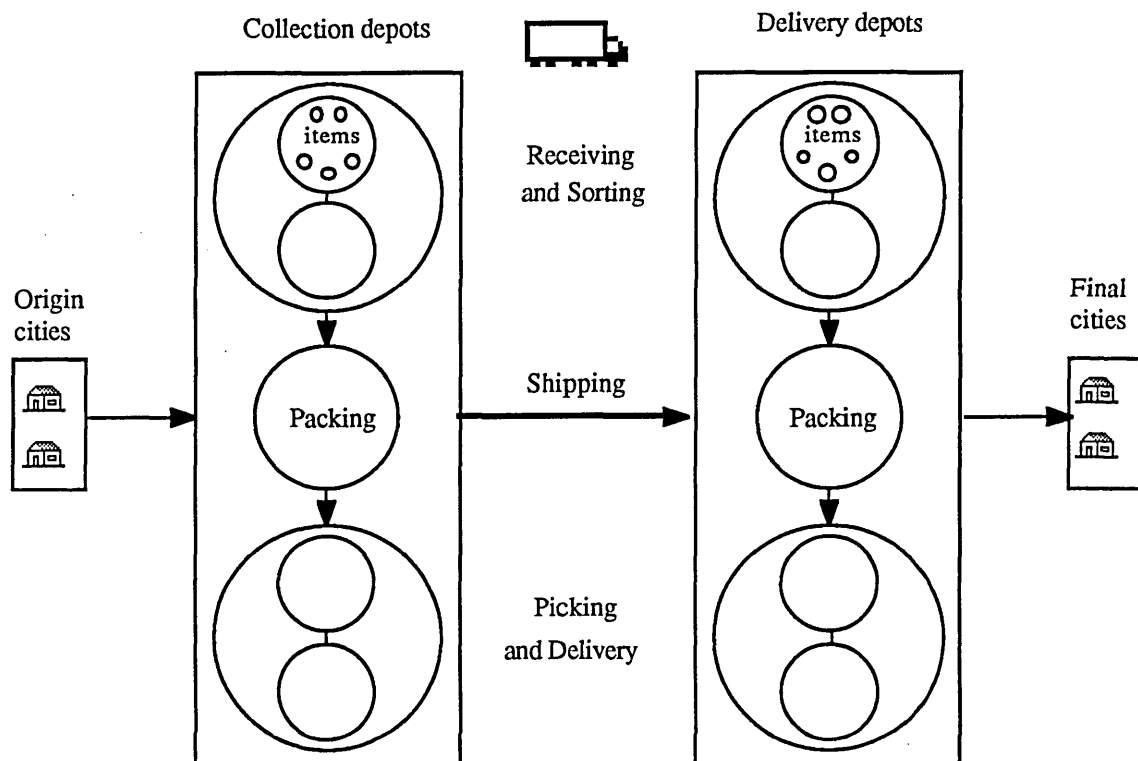 Collection depots
Delivery depots
items
items
Receiving
and Sorting
Origin
cities
Final
cities
Shipping
Packing
Packing
Picking
and Delivery